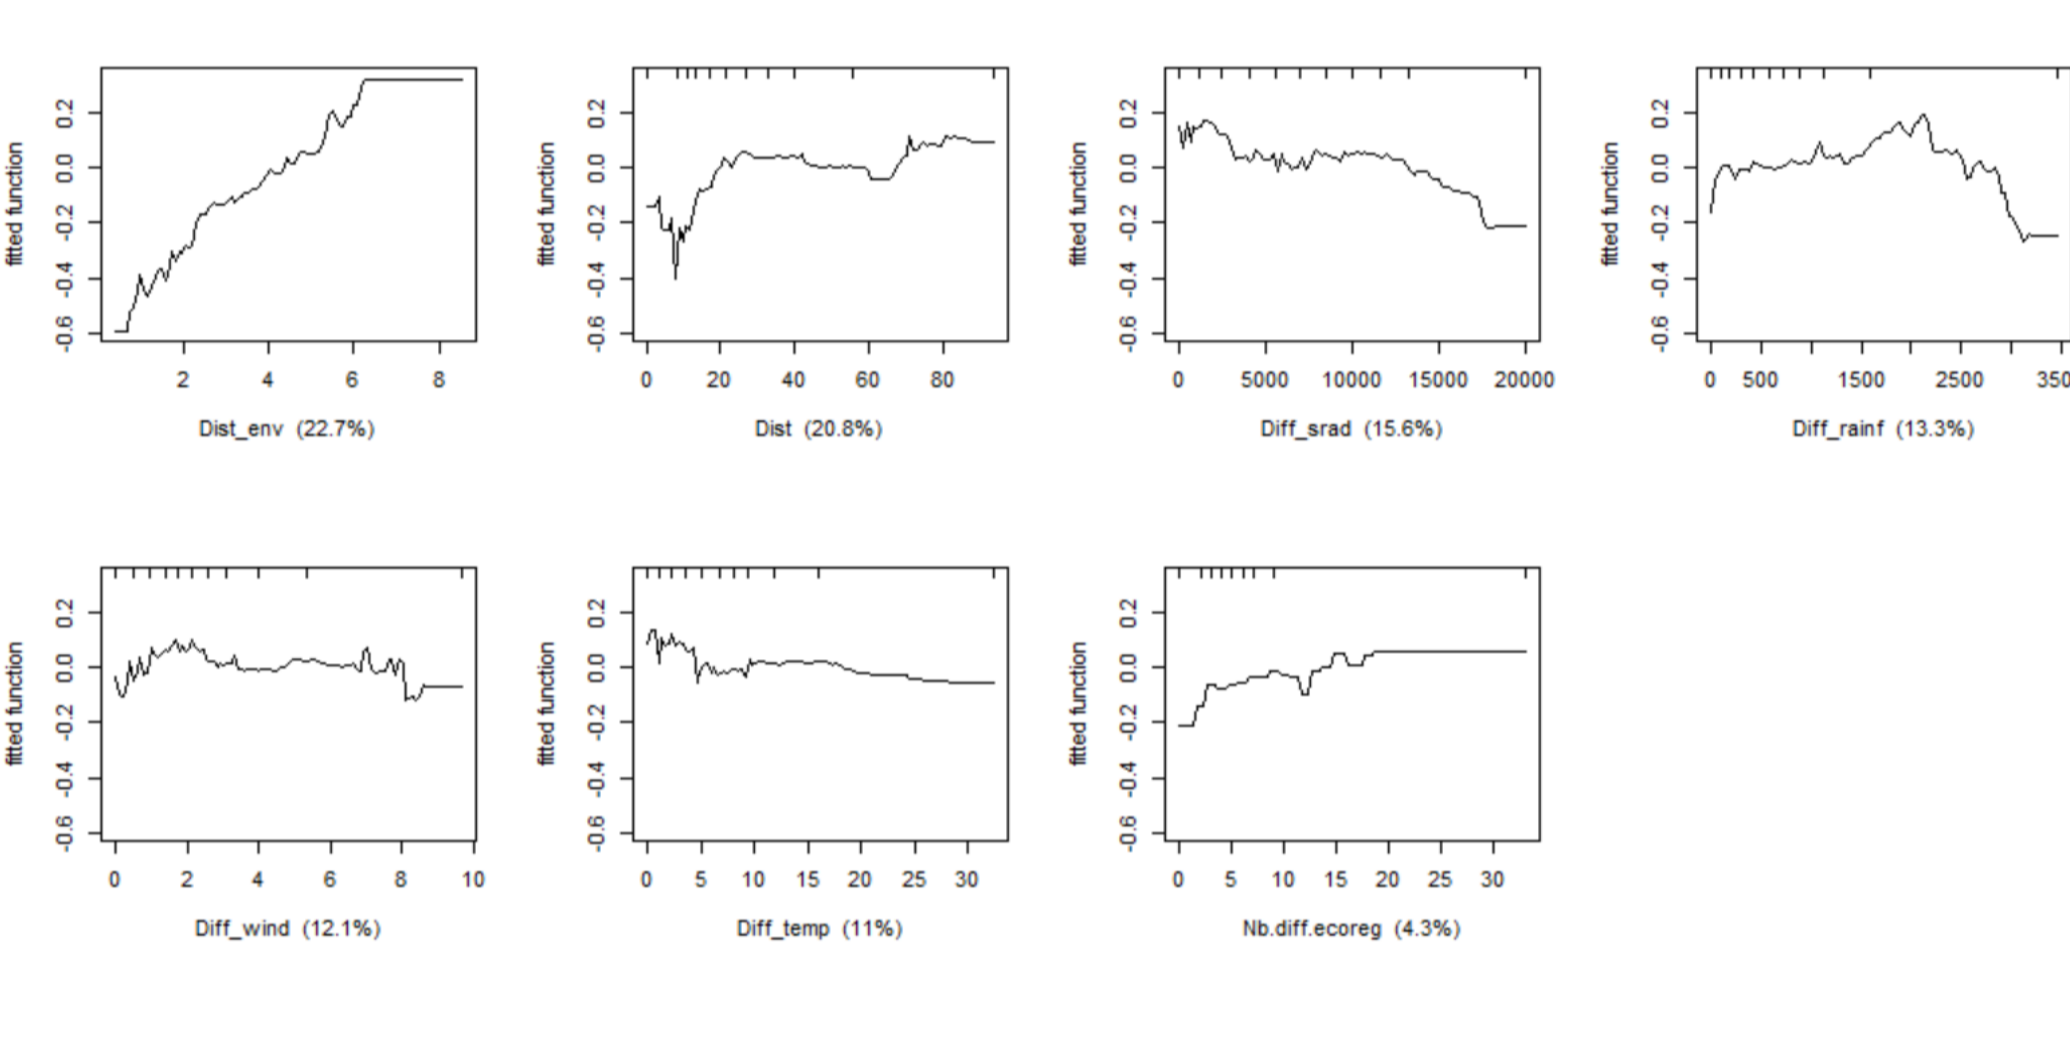 fitted function
0.2
0.0
-0.2
-0.4
-0.6
2 4 6 8
Dist_env (22.7%)
fitted function
0.2
0.0
-0.2
-0.4
-0.6
0 20 40 60 80
Dist (20.8%)
fitted function
0.2
0.0
-0.2
-0.4
-0.6
0 5000 10000 15000 20000
Diff_srad (15.6%)
fitted function
0.2
0.0
-0.2
-0.4
-0.6
0 500 1500 2500 350
Diff_rainf (13.3%)
fitted function
0.2
0.0
-0.2
-0.4
-0.6
0 2 4 6 8 10
Diff_wind (12.1%)
fitted function
0.2
0.0
-0.2
-0.4
-0.6
0 5 10 15 20 25 30
Diff_temp (11%)
fitted function
0.2
0.0
-0.2
-0.4
-0.6
0 5 10 15 20 25 30
Nb.diff.ecoreg (4.3%)